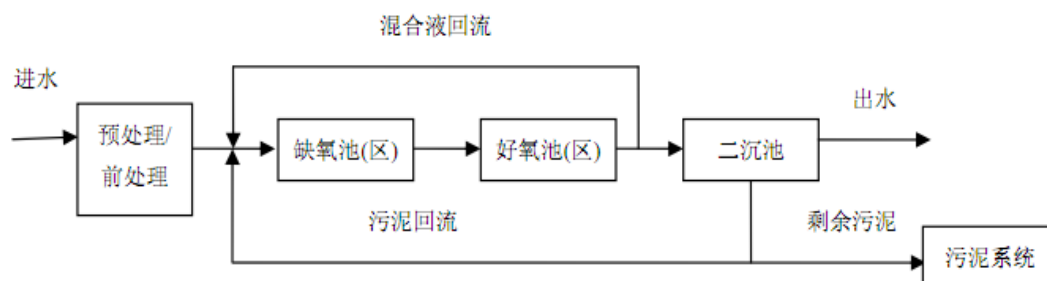 混合液回流
进水
出水
预处理/
前处理
缺氧池(区)
好氧池(区)
二沉池
污泥回流
剩余污泥
污泥系统